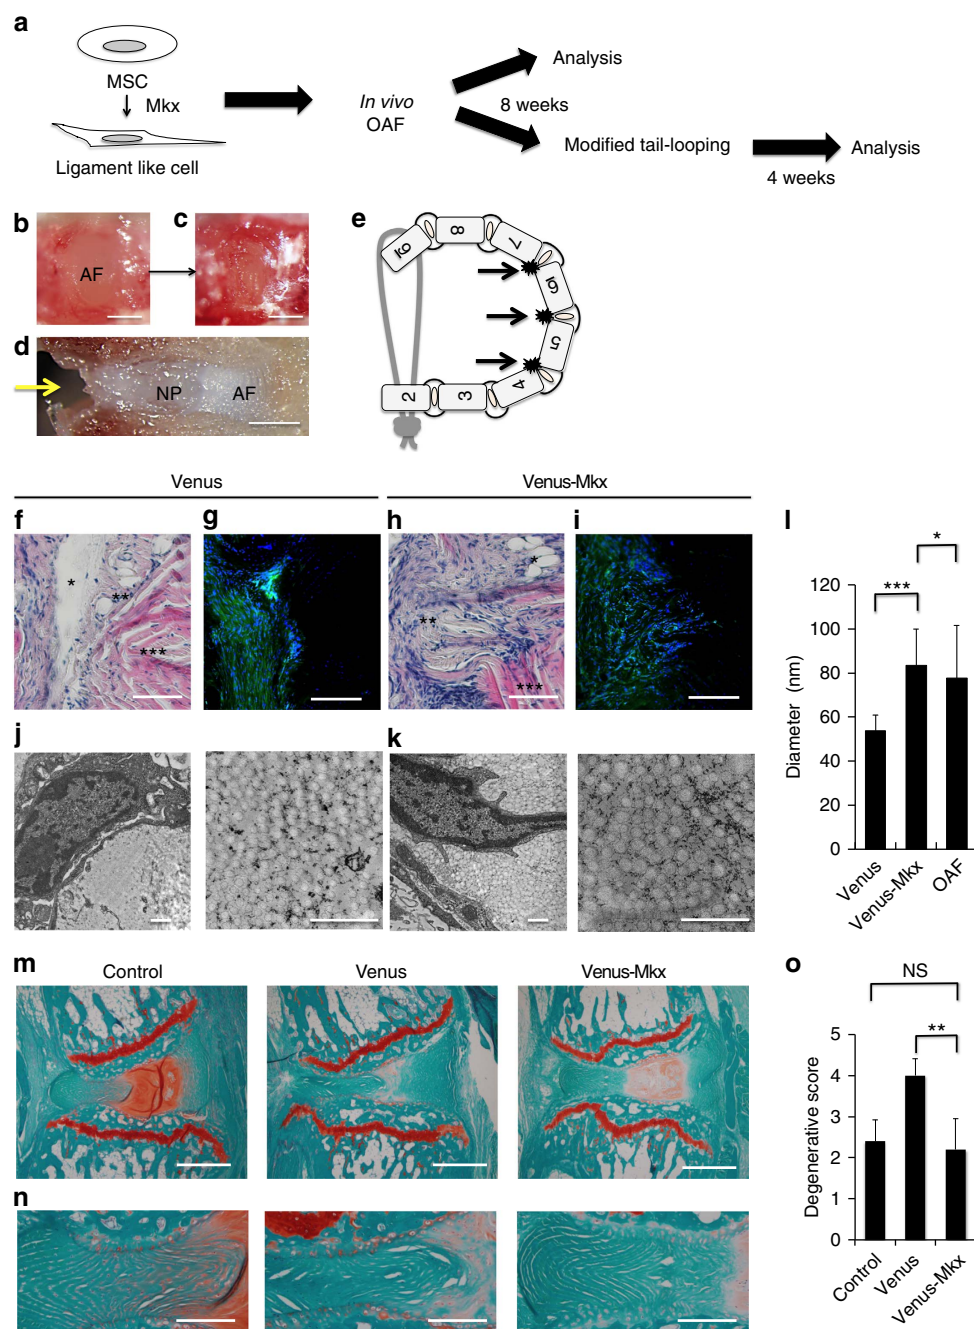 a
MSC
Mkx
Ligament like cell
In vivo
OAF
Analysis
8 weeks
Modified tail-looping
4 weeks
Analysis
b
AF
c
d
NP
AF
e
2
3
4
5
6
7
8
9
Venus
Venus-Mkx
f
*
**
***
g
h
*
**
***
i
j
k
l
*
***
120
100
80
60
40
20
0
Diameter (nm)
Venus
Venus-Mkx
OAF
m
Control
Venus
Venus-Mkx
n
o
NS
**
5
4
3
2
1
0
Degenerative score
Control
Venus
Venus-Mkx